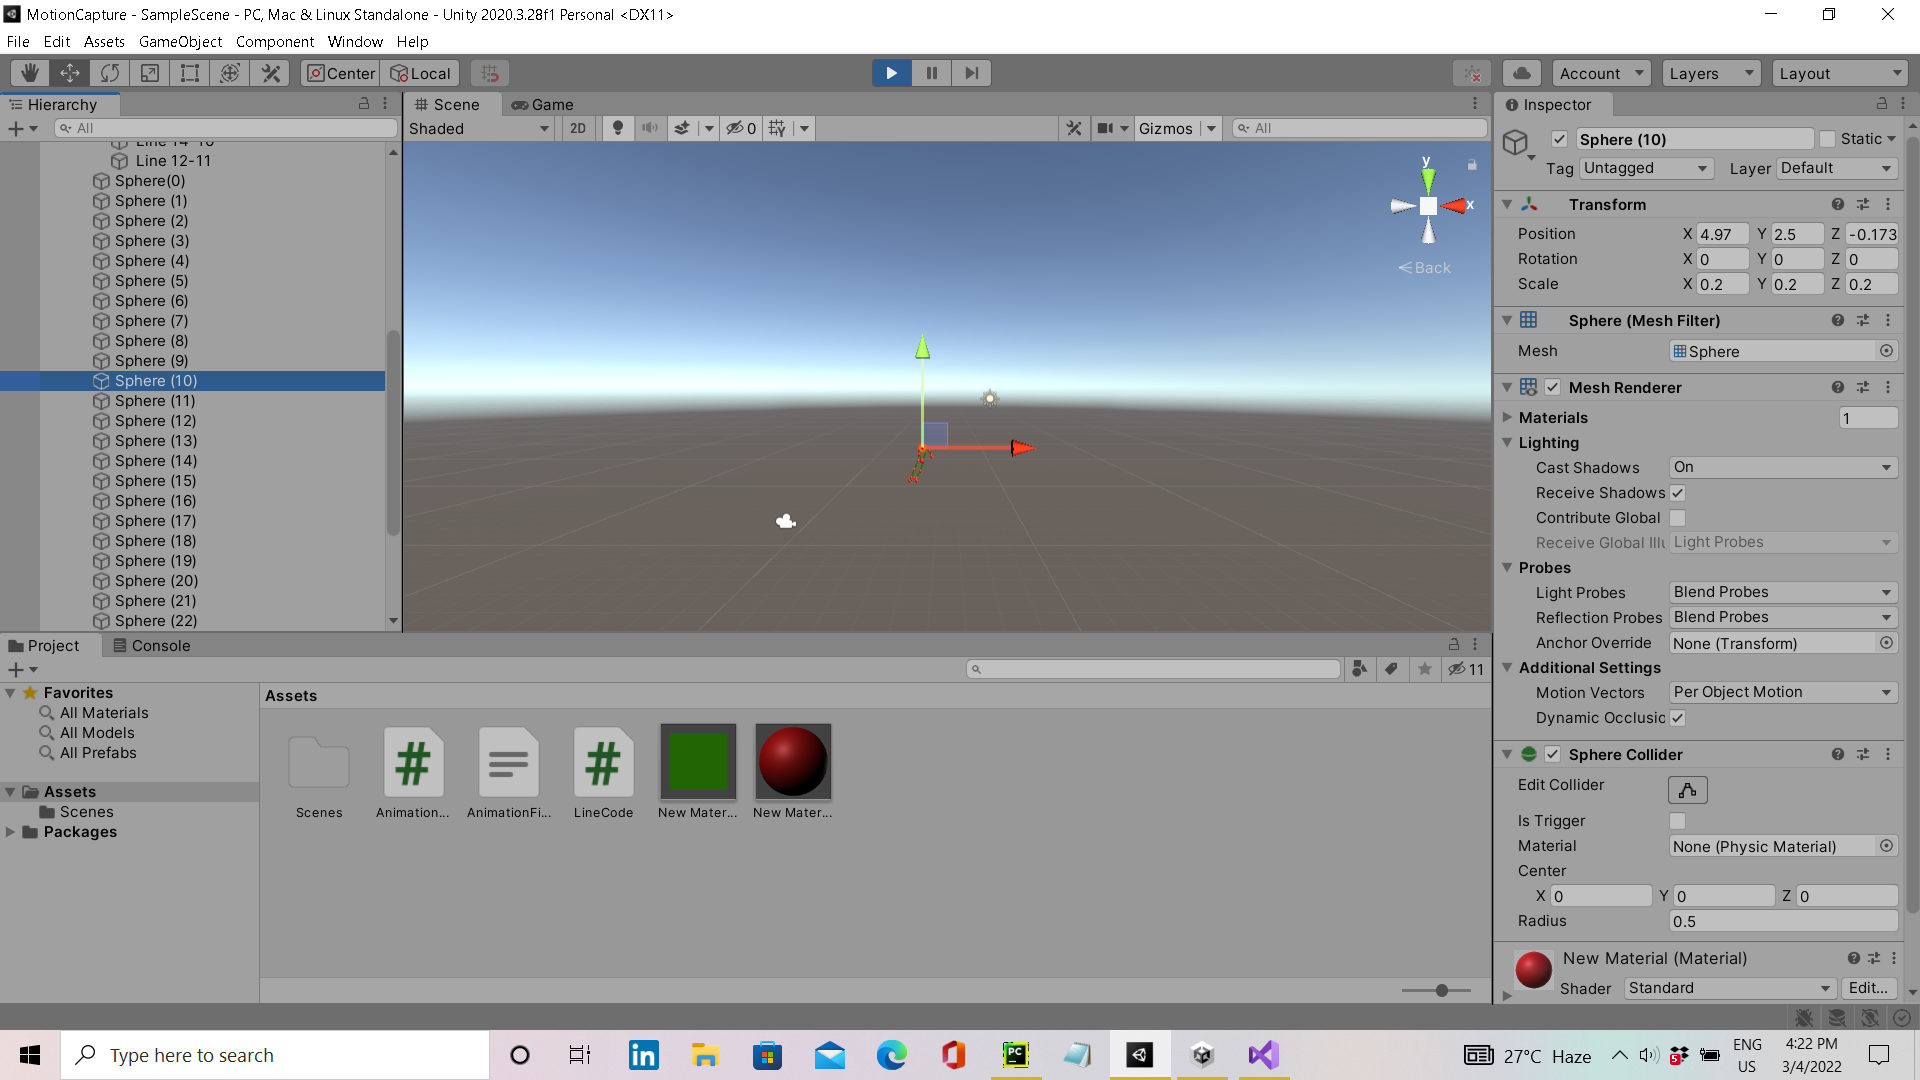 MotionCapture - SampleScene - PC, Mac & Linux Standalone - Unity 2020.3.28f1 Personal <DX11>
File Edit Assets GameObject Component Window Help
Center Local Account Layers Layout
Hierarchy
All
Line 12-11
Sphere(0)
Sphere (1)
Sphere (2)
Sphere (3)
Sphere (4)
Sphere (5)
Sphere (6)
Sphere (7)
Sphere (8)
Sphere (9)
Sphere (10)
Sphere (11)
Sphere (12)
Sphere (13)
Sphere (14)
Sphere (15)
Sphere (16)
Sphere (17)
Sphere (18)
Sphere (19)
Sphere (20)
Sphere (21)
Sphere (22)
Scene Game
Shaded 2D 0 Gizmos All
y
x
Back
Inspector
Sphere (10) Static
Tag Untagged Layer Default
Transform
Position X 4.97 Y 2.5 Z -0.173
Rotation X 0 Y 0 Z 0
Scale X 0.2 Y 0.2 Z 0.2
Sphere (Mesh Filter)
Mesh Sphere
Mesh Renderer
Materials 1
Lighting
Cast Shadows On
Receive Shadows
Contribute Global
Receive Global Illu Light Probes
Probes
Light Probes Blend Probes
Reflection Probes Blend Probes
Anchor Override None (Transform)
Additional Settings
Motion Vectors Per Object Motion
Dynamic Occlusic
Sphere Collider
Edit Collider
Is Trigger
Material None (Physic Material)
Center
X 0 Y 0 Z 0
Radius 0.5
New Material (Material)
Shader Standard Edit...
Project Console
11
Favorites
All Materials
All Models
All Prefabs
Assets
Scenes
Packages
Assets
Scenes Animation... AnimationFi... LineCode New Mater... New Mater...
Type here to search
27°C Haze
ENG
US
4:22 PM
3/4/2022